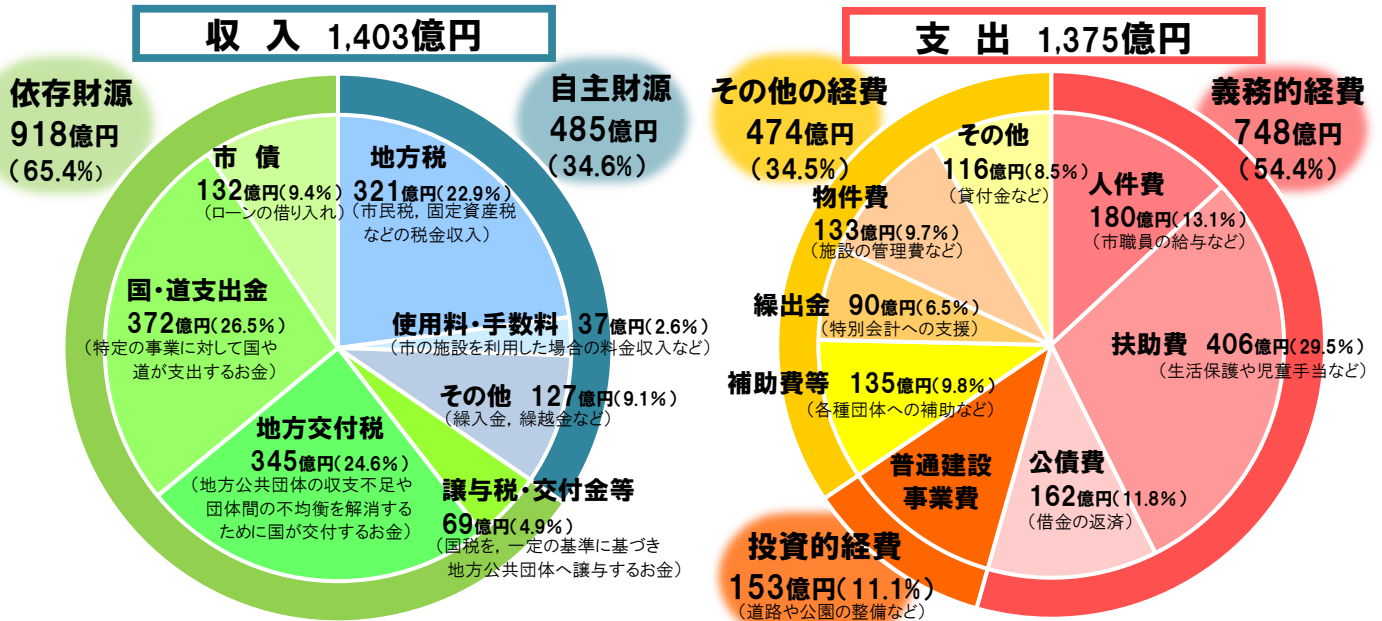 収 入 1,403億円
依存財源
918億円
(65.4%)
自主財源
485億円
(34.6%)
市 債
132億円(9.4%)
（ローンの借り入れ）
地方税
321億円(22.9%)
（市民税，固定資産税
などの税金収入）
国・道支出金
372億円(26.5%)
（特定の事業に対して国や
道が支出するお金）
使用料・手数料 37億円(2.6%)
（市の施設を利用した場合の料金収入など）
その他 127億円(9.1%)
（繰入金，繰越金など）
地方交付税
345億円(24.6%)
（地方公共団体の収支不足や
団体間の不均衡を解消する
ために国が交付するお金）
譲与税・交付金等
69億円(4.9%)
（国税を，一定の基準に基づき
地方公共団体へ譲与するお金）
支 出 1,375億円
その他の経費
474億円
(34.5%)
義務的経費
748億円
(54.4%)
その他
116億円(8.5%)
（貸付金など）
人件費
180億円(13.1%)
（市職員の給与など）
物件費
133億円(9.7%)
（施設の管理費など）
繰出金 90億円(6.5%)
（特別会計への支援）
扶助費 406億円(29.5%)
（生活保護や児童手当など）
補助費等 135億円(9.8%)
（各種団体への補助など）
普通建設
事業費
公債費
162億円(11.8%)
（借金の返済）
投資的経費
153億円(11.1%)
（道路や公園の整備など）